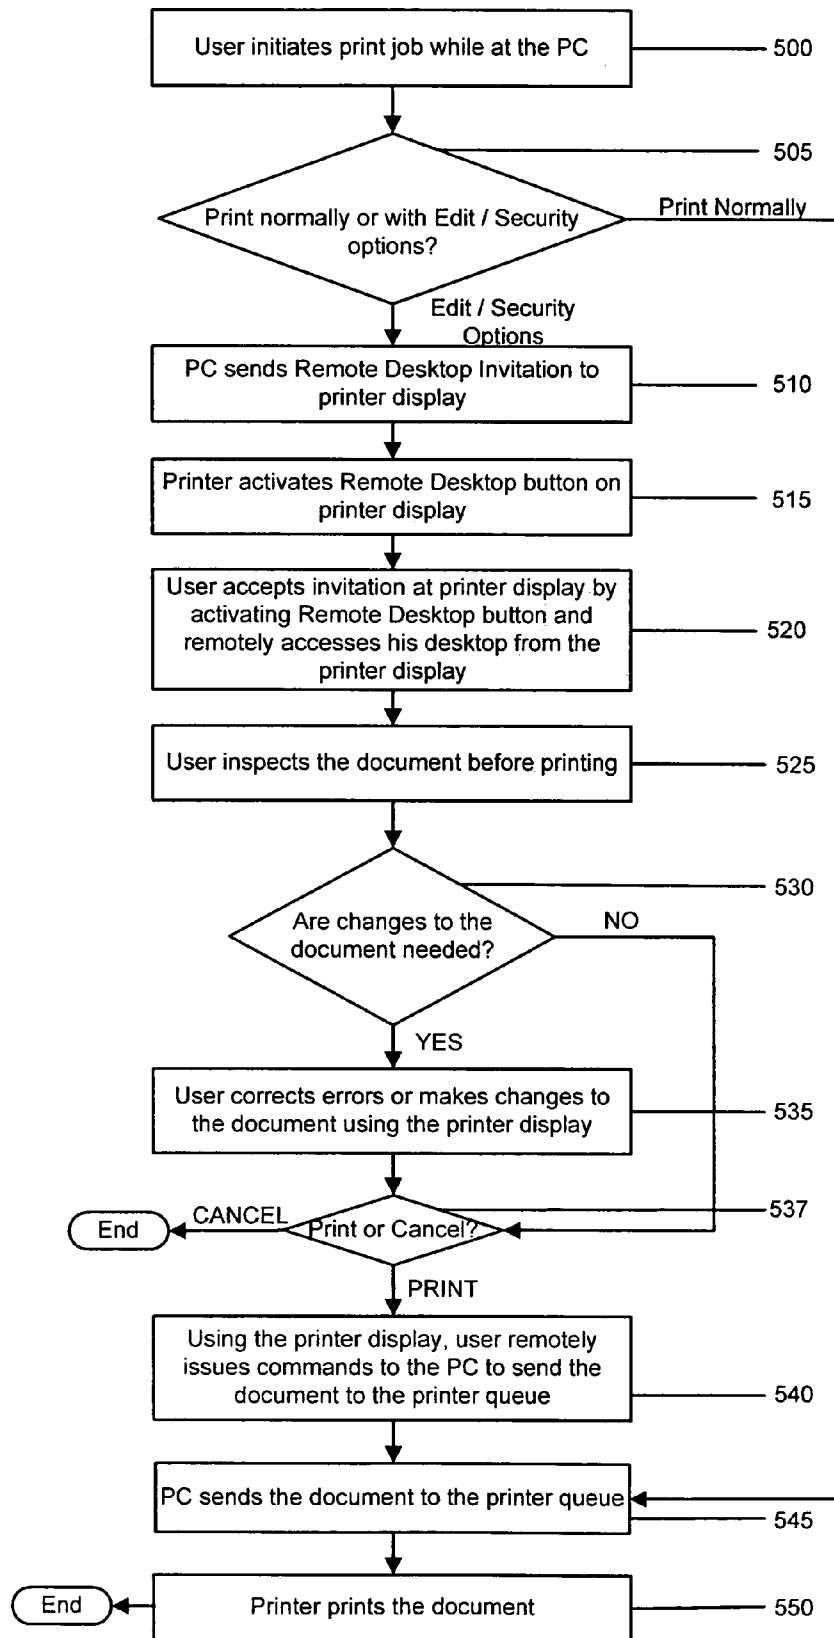 User initiates print job while at the PC
500
505
Print normally or with Edit / Security
options?
Print Normally
Edit / Security
Options
PC sends Remote Desktop Invitation to
printer display
510
Printer activates Remote Desktop button on
printer display
515
User accepts invitation at printer display by
activating Remote Desktop button and
remotely accesses his desktop from the
printer display
520
User inspects the document before printing
525
530
Are changes to the
document needed?
NO
YES
User corrects errors or makes changes to
the document using the printer display
535
537
End
CANCEL
Print or Cancel?
PRINT
Using the printer display, user remotely
issues commands to the PC to send the
document to the printer queue
540
PC sends the document to the printer queue
545
End
Printer prints the document
550